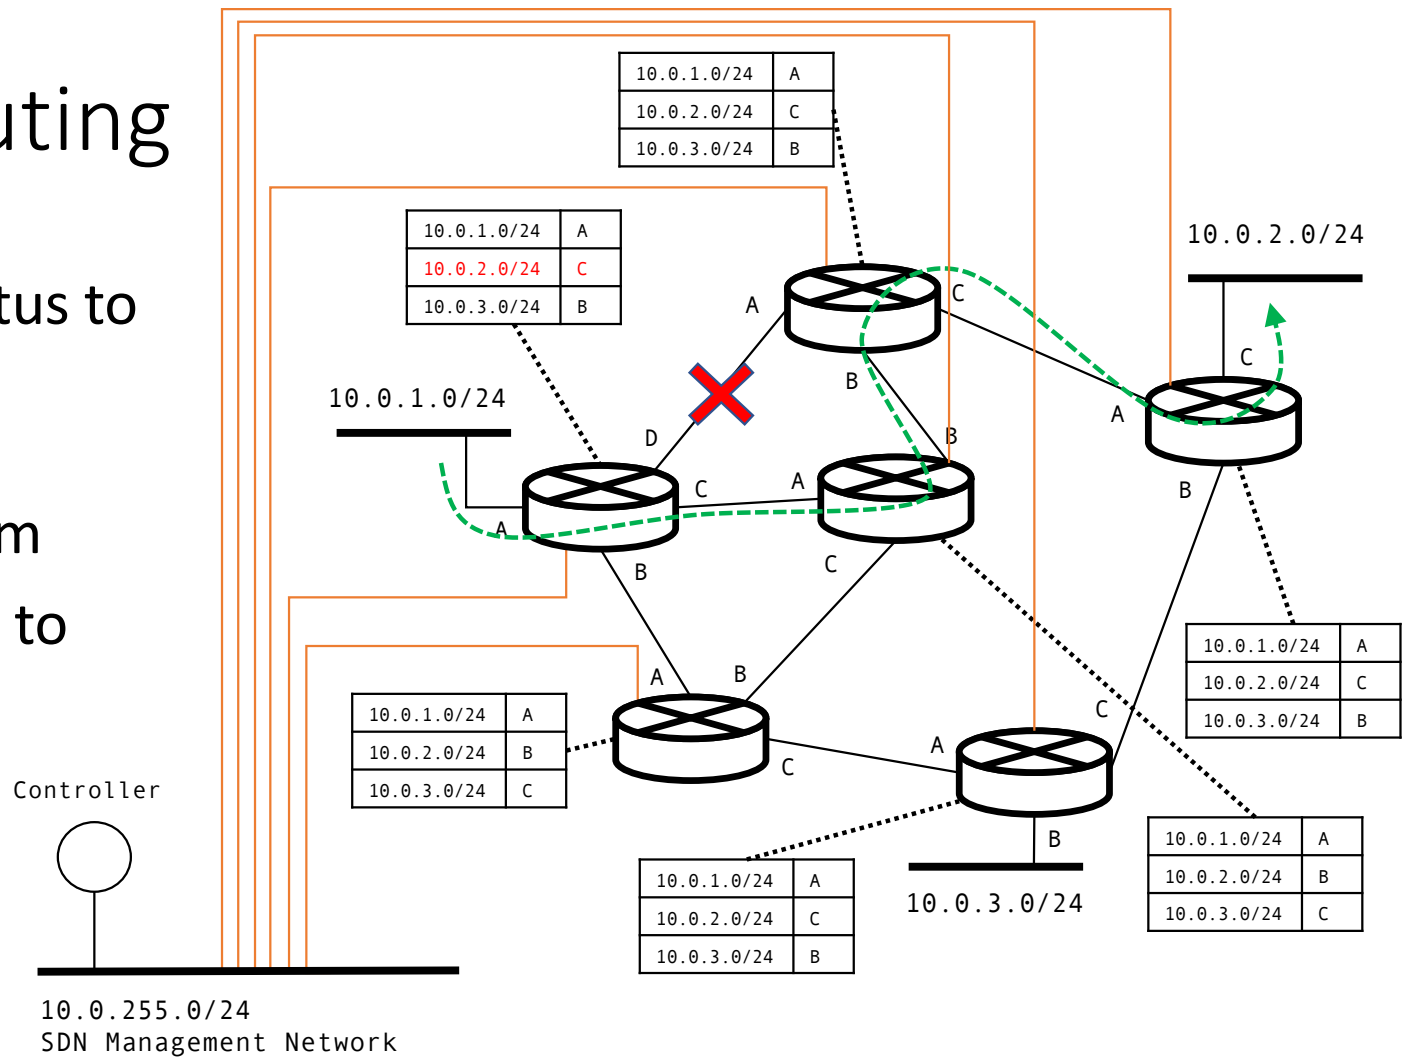 uting
tus to
m
to
10.0.1.0/24 A
10.0.2.0/24 C
10.0.3.0/24 B
10.0.1.0/24 A
10.0.2.0/24 C
10.0.3.0/24 B
10.0.2.0/24
A
C
B
C
A
B
10.0.1.0/24
D
C
A
B
A
B
C
A
B
C
10.0.1.0/24 A
10.0.2.0/24 B
10.0.3.0/24 C
10.0.1.0/24 A
10.0.2.0/24 C
10.0.3.0/24 B
A
C
B
10.0.3.0/24
10.0.1.0/24 A
10.0.2.0/24 C
10.0.3.0/24 B
10.0.1.0/24 A
10.0.2.0/24 B
10.0.3.0/24 C
Controller
10.0.255.0/24
SDN Management Network